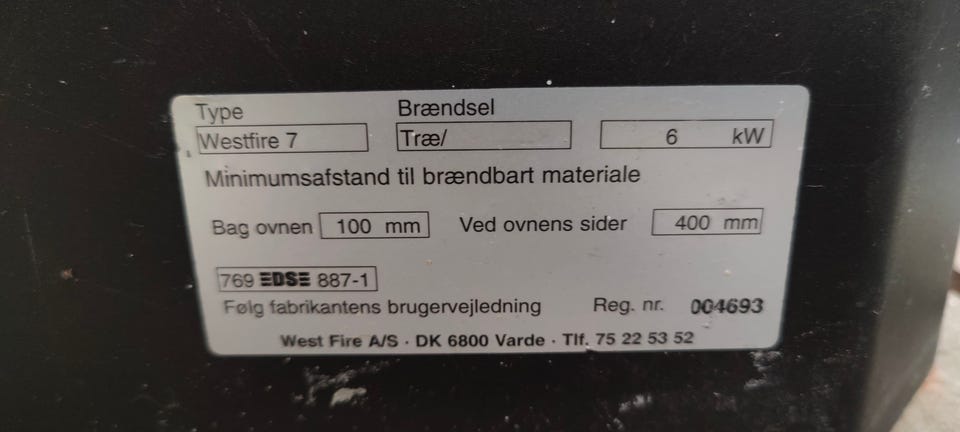 Type Brændsel
Westfire 7 Træ/ 6 kW
Minimumsafstand til brændbart materiale
Bag ovnen 100 mm Ved ovnens sider 400 mm
769 EDSE 887-1
Følg fabrikantens brugervejledning Reg. nr. 004693
West Fire A/S · DK 6800 Varde · Tlf. 75 22 53 52